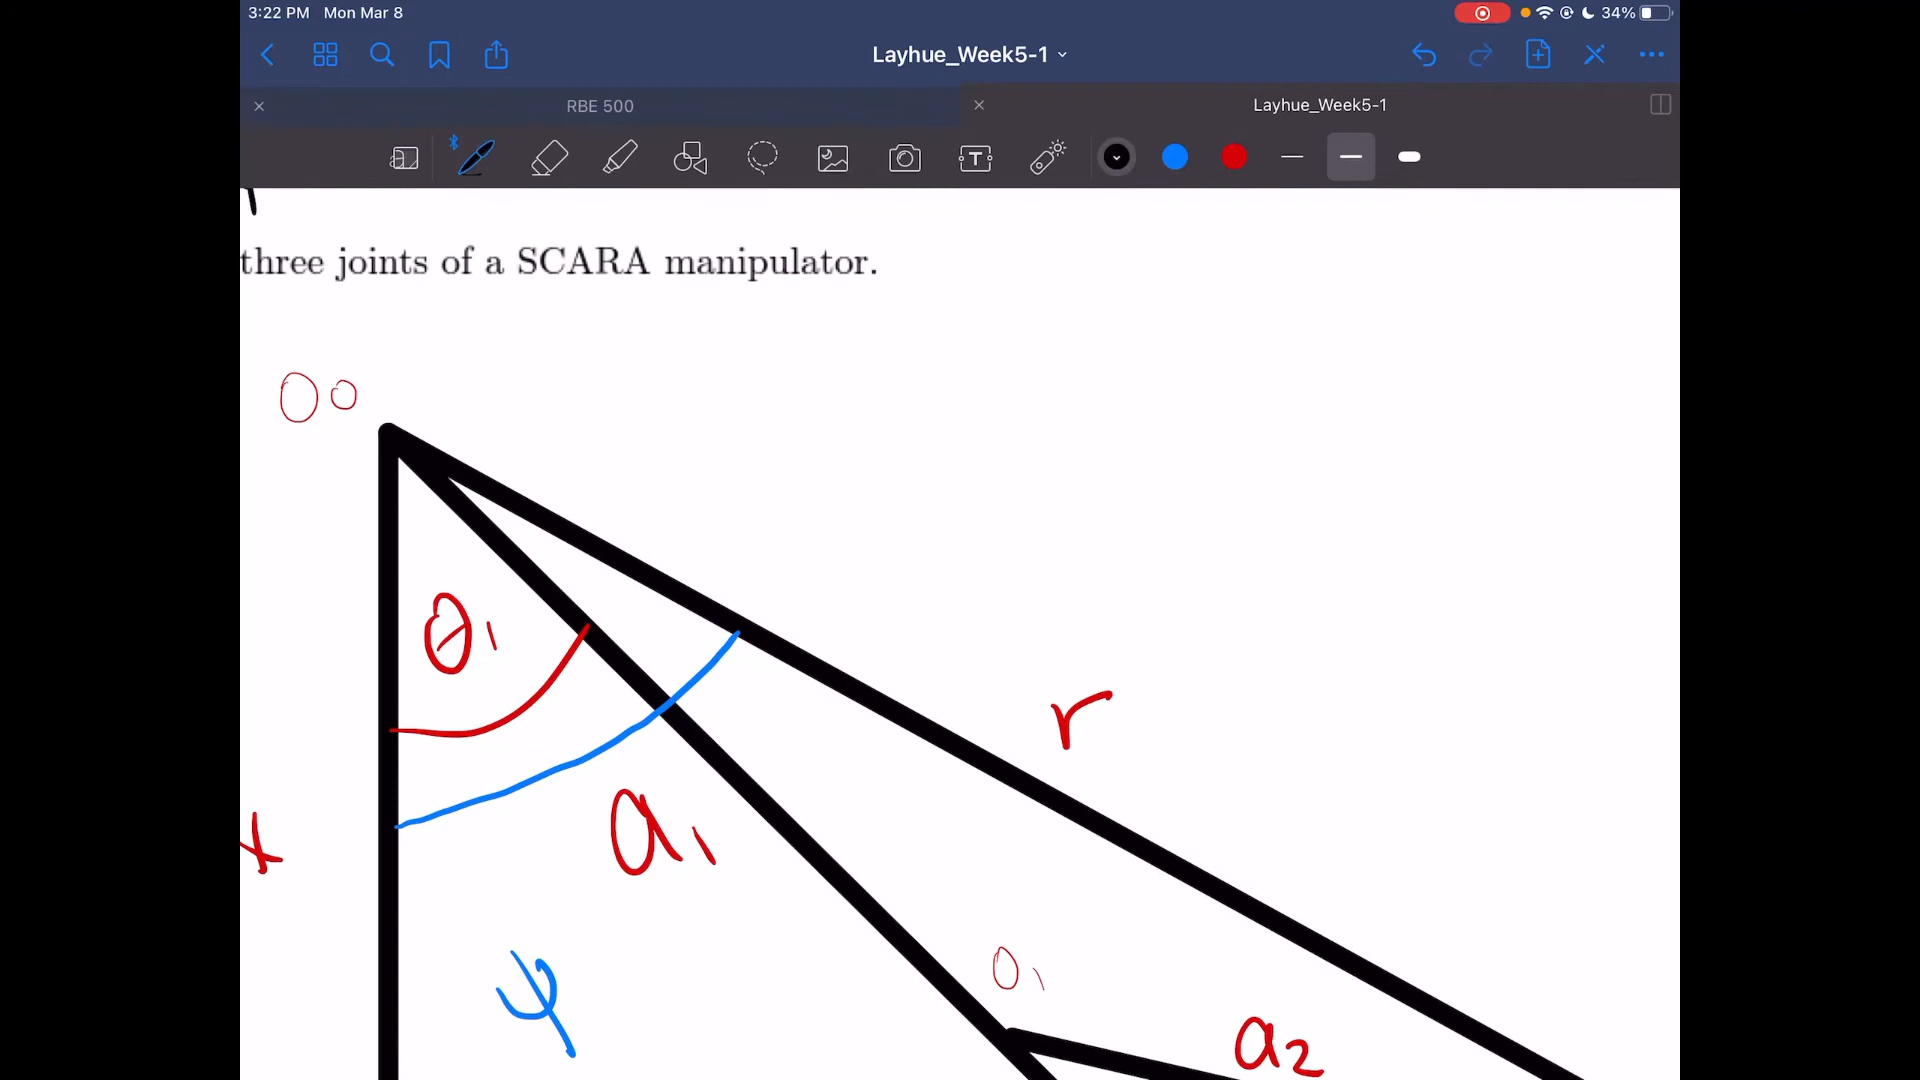 3:22 PM Mon Mar 8
34%
Layhue_Week5-1
RBE 500
Layhue_Week5-1
three joints of a SCARA manipulator.
O0
θ1
r
a1
x
ψ
O1
a2